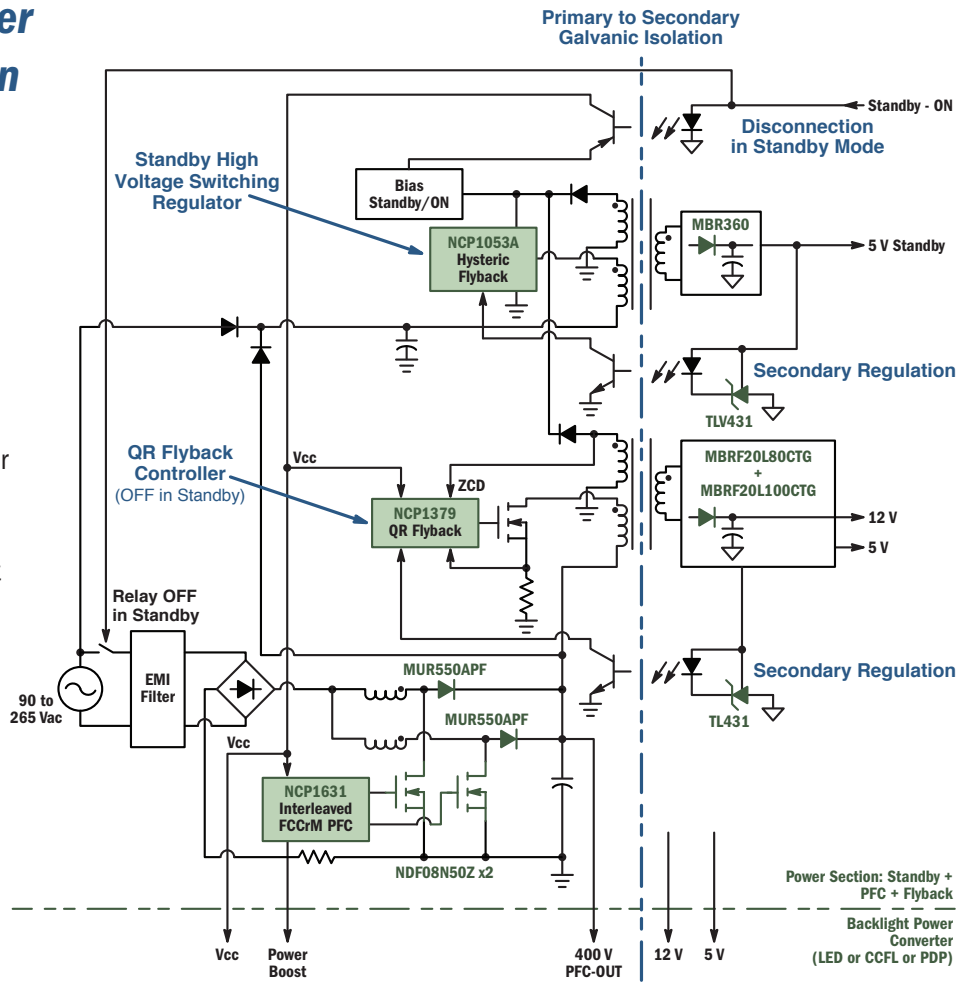 er
n
Primary to Secondary
Galvanic Isolation
Standby - ON
Disconnection
in Standby Mode
Standby High
Voltage Switching
Regulator
Bias
Standby/ON
NCP1053A
Hysteric
Flyback
MBR360
5 V Standby
Secondary Regulation
TLV431
r
QR Flyback
Controller
(OFF in Standby)
Vcc
ZCD
NCP1379
QR Flyback
MBRF20L80CTG
+
MBRF20L100CTG
12 V
5 V
Relay OFF
in Standby
EMI
Filter
90 to
265 Vac
MUR550APF
MUR550APF
Secondary Regulation
TL431
Vcc
NCP1631
Interleaved
FCCrM PFC
NDF08N50Z x2
Power Section: Standby +
PFC + Flyback
Backlight Power
Converter
(LED or CCFL or PDP)
Vcc
Power
Boost
400 V
PFC-OUT
12 V
5 V